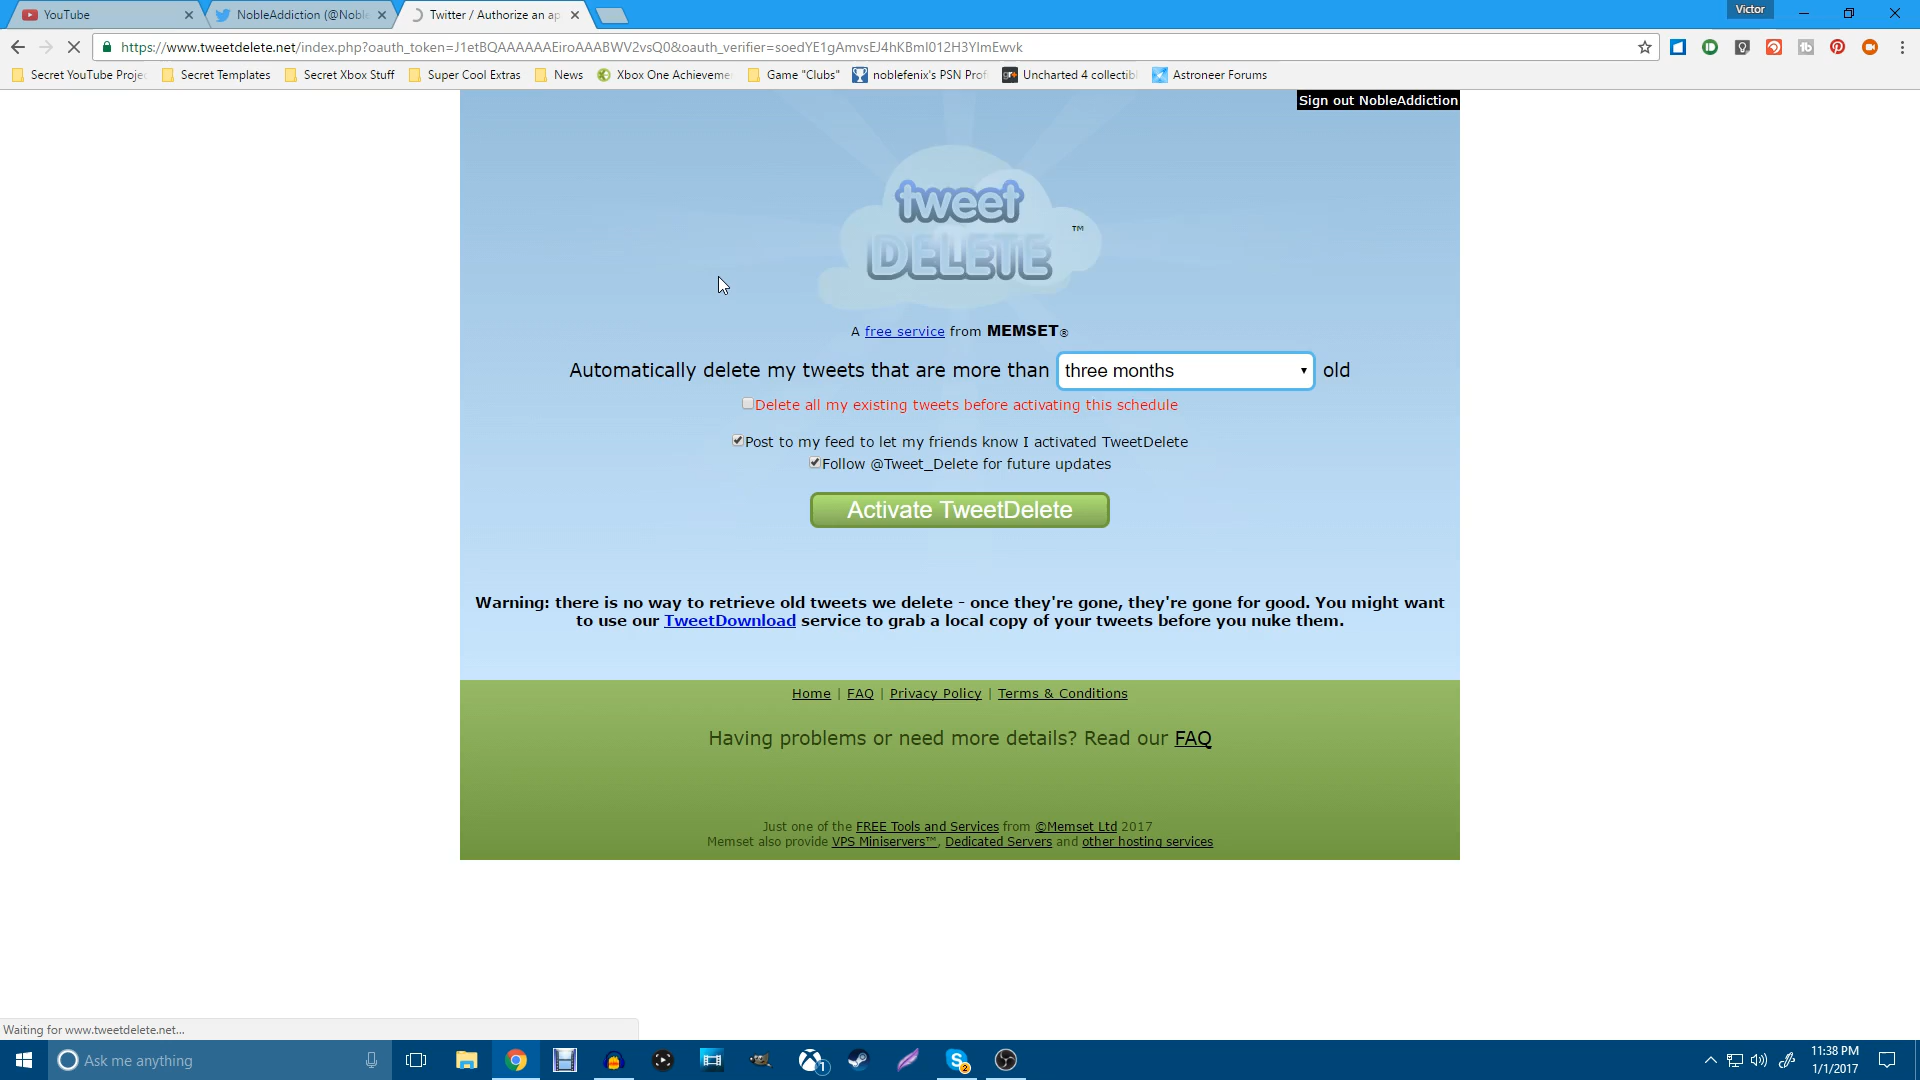 YouTube
NobleAddiction (@Noble
Twitter / Authorize an ap
Victor
https://www.tweetdelete.net/index.php?oauth_token=J1etBQAAAAAAEiroAAABWV2vsQ0&oauth_verifier=soedYE1gAmvsEJ4hKBmI012H3YlmEwvk
Secret YouTube Proje
Secret Templates
Secret Xbox Stuff
Super Cool Extras
News
Xbox One Achieveme
Game "Clubs"
noblefenix's PSN Prof
Uncharted 4 collectib
Astroneer Forums
Sign out NobleAddiction
tweet
DELETE ™
A free service from MEMSET®
Automatically delete my tweets that are more than three months old
Delete all my existing tweets before activating this schedule
Post to my feed to let my friends know I activated TweetDelete
Follow @Tweet_Delete for future updates
Activate TweetDelete
Warning: there is no way to retrieve old tweets we delete - once they're gone, they're gone for good. You might want
to use our TweetDownload service to grab a local copy of your tweets before you nuke them.
Home | FAQ | Privacy Policy | Terms & Conditions
Having problems or need more details? Read our FAQ
Just one of the FREE Tools and Services from ©Memset Ltd 2017
Memset also provide VPS Miniservers™, Dedicated Servers and other hosting services
Waiting for www.tweetdelete.net...
Ask me anything
1
2
11:38 PM
1/1/2017